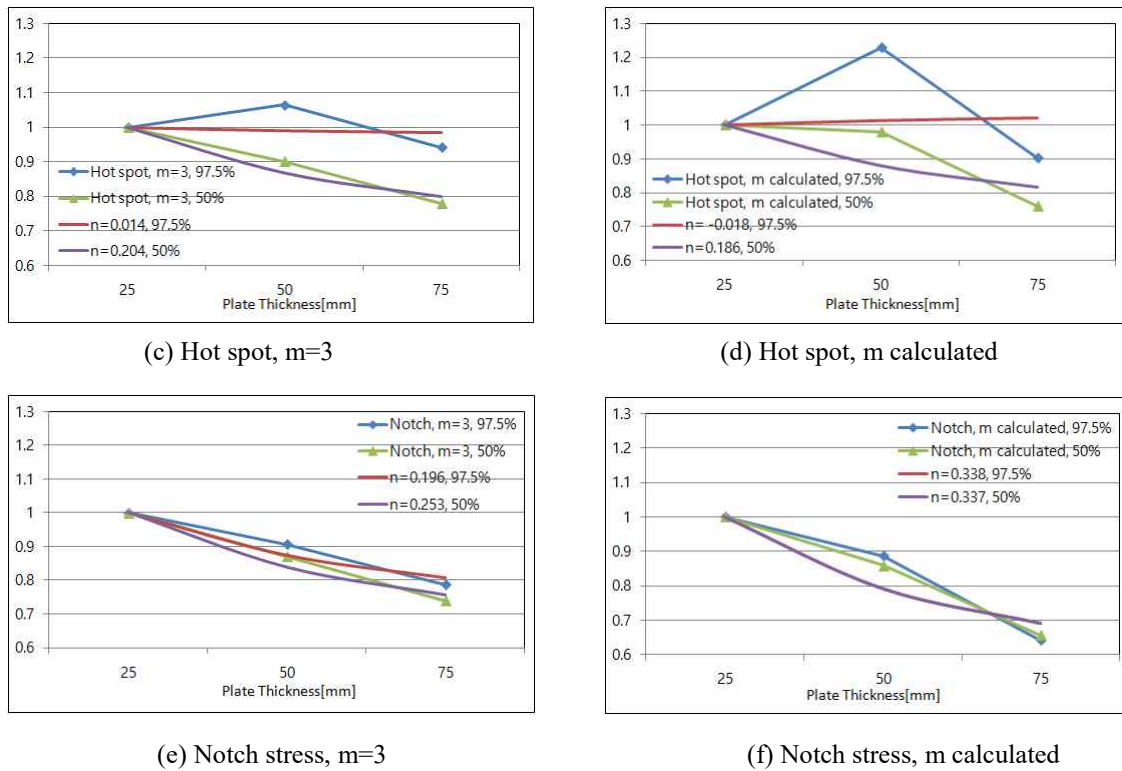 1.3
1.2
1.1
1
0.9
0.8
0.7
0.6
Hot spot, m=3, 97.5%
Hot spot, m=3, 50%
n=0.014, 97.5%
n=0.204, 50%
25 50 75
Plate Thickness[mm]
(c) Hot spot, m=3
1.3
1.2
1.1
1
0.9
0.8
0.7
0.6
Hot spot, m calculated, 97.5%
Hot spot, m calculated, 50%
n= -0.018, 97.5%
n=0.186, 50%
25 50 75
Plate Thickness[mm]
(d) Hot spot, m calculated
1.3
1.2
1.1
1
0.9
0.8
0.7
0.6
Notch, m=3, 97.5%
Notch, m=3, 50%
n=0.196, 97.5%
n=0.253, 50%
25 50 75
Plate Thickness[mm]
(e) Notch stress, m=3
1.3
1.2
1.1
1
0.9
0.8
0.7
0.6
Notch, m calculated, 97.5%
Notch, m calculated, 50%
n=0.338, 97.5%
n=0.337, 50%
25 50 75
Plate Thickness[mm]
(f) Notch stress, m calculated